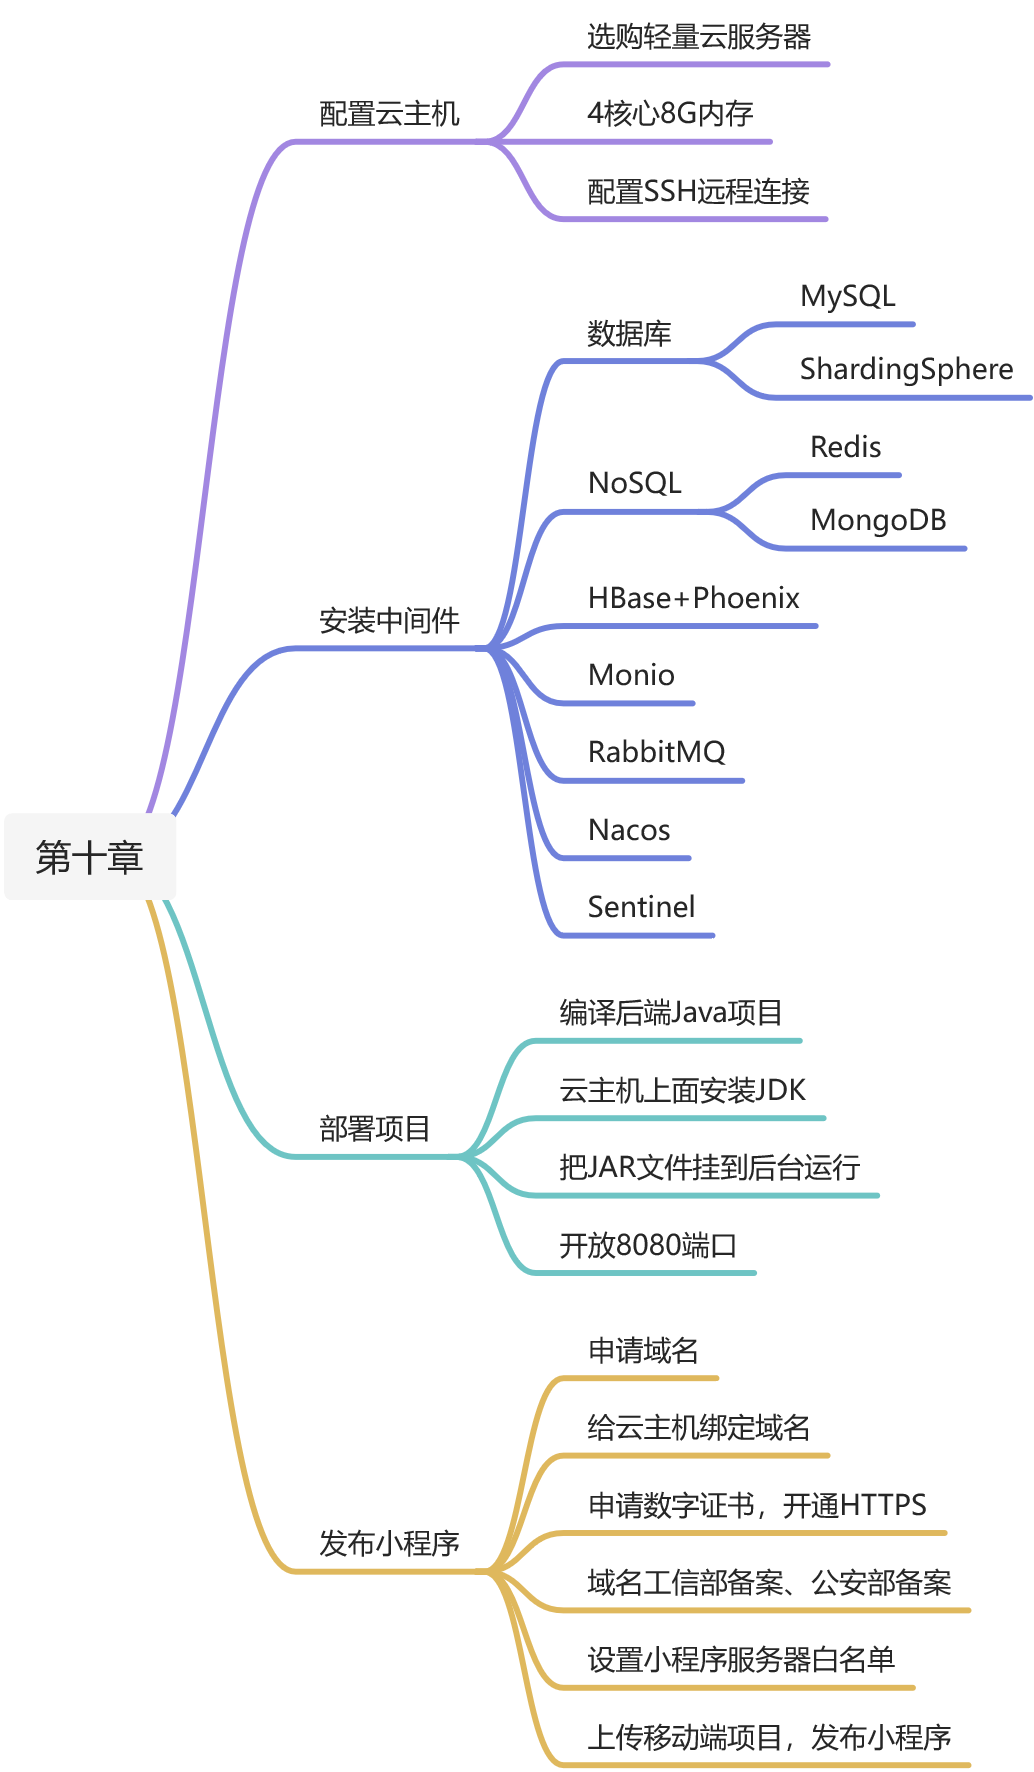 第十章
配置云主机
选购轻量云服务器
4核心8G内存
配置SSH远程连接
安装中间件
数据库
MySQL
ShardingSphere
NoSQL
Redis
MongoDB
HBase+Phoenix
Monio
RabbitMQ
Nacos
Sentinel
部署项目
编译后端Java项目
云主机上面安装JDK
把JAR文件挂到后台运行
开放8080端口
发布小程序
申请域名
给云主机绑定域名
申请数字证书，开通HTTPS
域名工信部备案、公安部备案
设置小程序服务器白名单
上传移动端项目，发布小程序